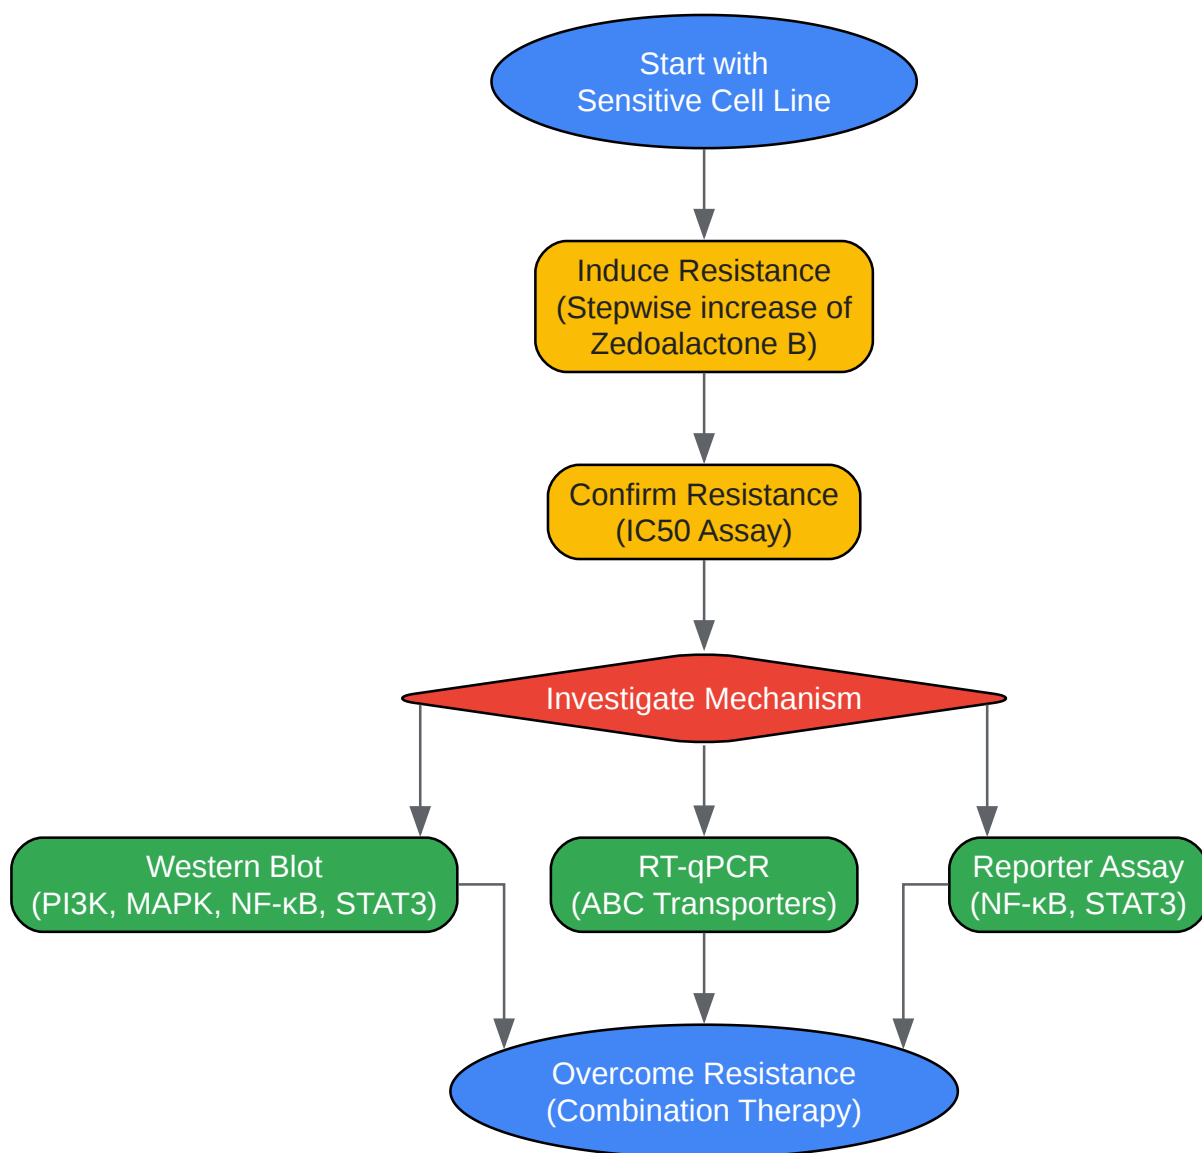 Start with
Sensitive Cell Line
Induce Resistance
(Stepwise increase of
Zedoalactone B)
Confirm Resistance
(IC50 Assay)
Investigate Mechanism
Western Blot
(PI3K, MAPK, NF-κB, STAT3)
RT-qPCR
(ABC Transporters)
Reporter Assay
(NF-κB, STAT3)
Overcome Resistance
(Combination Therapy)